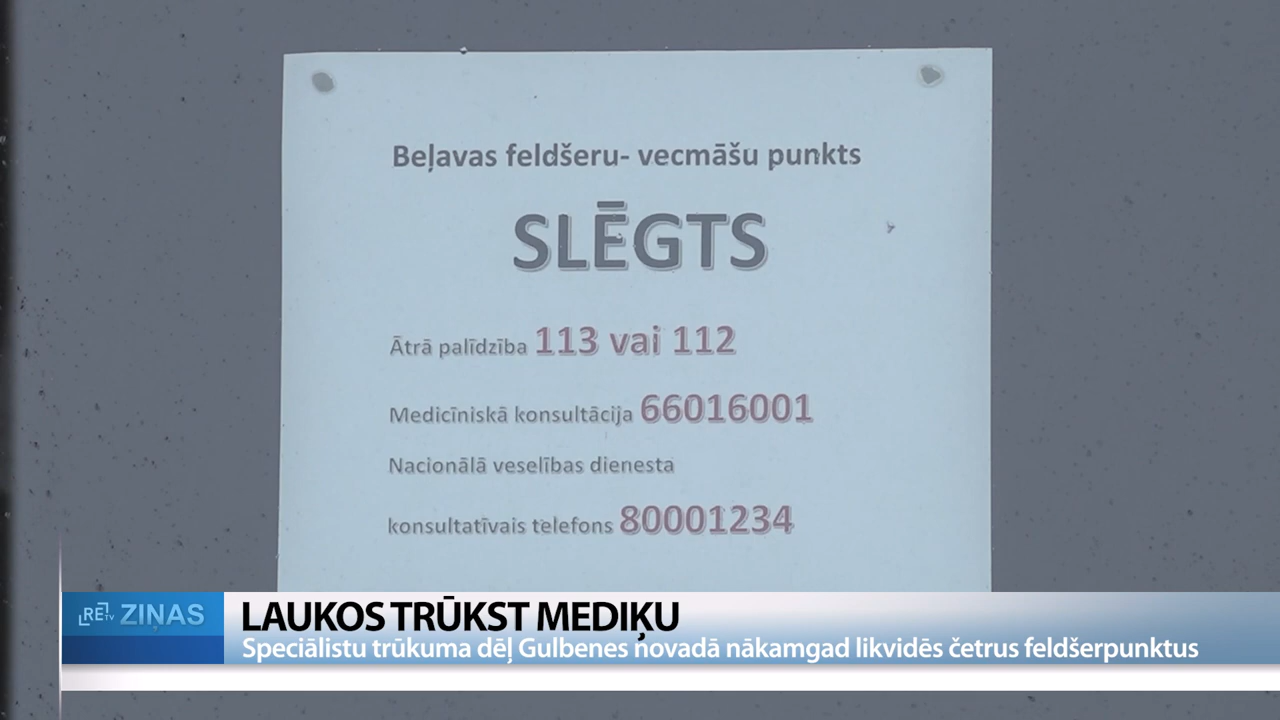 Beļavas feldšeru- vecmāšu punkts
SLĒGTS
Ātrā palīdzība 113 vai 112
Medicīniskā konsultācija 66016001
Nacionālā veselības dienesta
konsultatīvais telefons 80001234
RE TV ZIŅAS
LAUKOS TRŪKST MEDIĶU
Speciālistu trūkuma dēļ Gulbenes novadā nākamgad likvidēs četrus feldšerpunktus